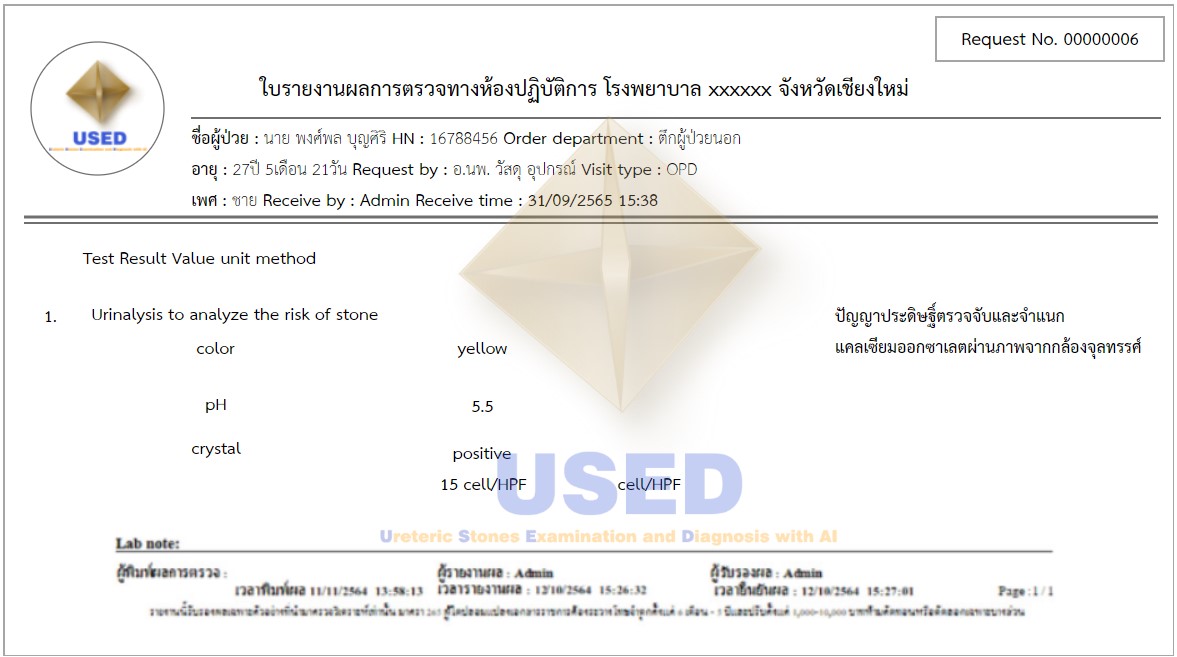 Request No. 00000006
ใบรายงานผลการตรวจทางห้องปฏิบัติการ โรงพยาบาล xxxxxx จังหวัดเชียงใหม่
USED
ชื่อผู้ป่วย : นาย พงศ์พล บุญศิริ HN : 16788456 Order department : ตึกผู้ป่วยนอก
อายุ : 27ปี 5เดือน 21วัน Request by : อ.นพ. วัสดุ อุปกรณ์ Visit type : OPD
เพศ : ชาย Receive by : Admin Receive time : 31/09/2565 15:38
Test Result Value unit method
1. Urinalysis to analyze the risk of stone ปัญญาประดิษฐิ์ตรวจจับและจำแนก
color yellow แคลเซียมออกซาเลตผ่านภาพจากกล้องจุลทรรศ์
pH 5.5
crystal positive
15 cell/HPF cell/HPF
USED
Ureteric Stones Examination and Diagnosis with AI
Lab note:
ผู้พิมพ์ผลการตรวจ : ผู้รายงานผล : Admin ผู้รับรองผล : Admin
เวลาพิมพ์ผล 11/11/2564 13:58:13 เวลารายงานผล : 12/10/2564 15:26:32 เวลายืนยันผล : 12/10/2564 15:27:01 Page : 1 / 1